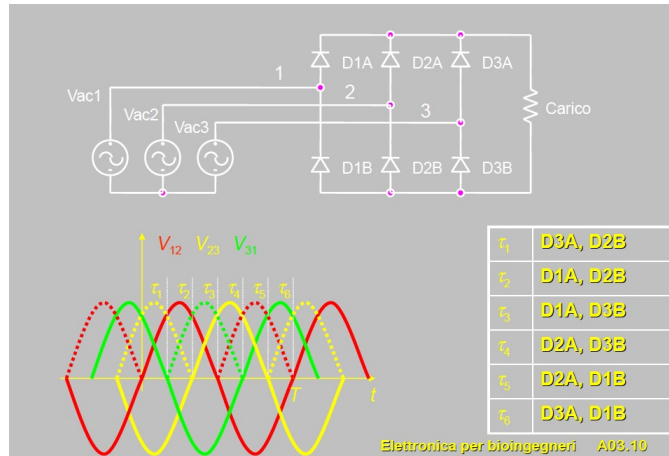 D1A D2A D3A
1
Vac1
2
Vac2
Vac3
3
Carico
D1B D2B D3B
V12 V23 V31
τ1 τ2 τ3 τ4 τ5 τ6
T t
τ1 D3A, D2B
τ2 D1A, D2B
τ3 D1A, D3B
τ4 D2A, D3B
τ5 D2A, D1B
τ6 D3A, D1B
Elettronica per bioingegneri A03.10